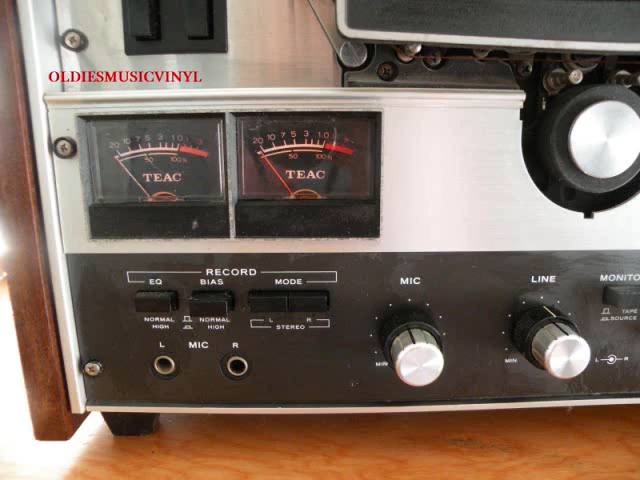 OLDIESMUSICVINYL
20 10 7 5 3 1 0 3
50 100%
TEAC
20 10 7 5 3 1 0
50 100%
TEAC
RECORD
EQ BIAS MODE
NORMAL
HIGH
NORMAL
HIGH
L R
STEREO
L MIC R
MIC
MIN
LINE
MIN
MONITO
TAPE
SOURCE
L R